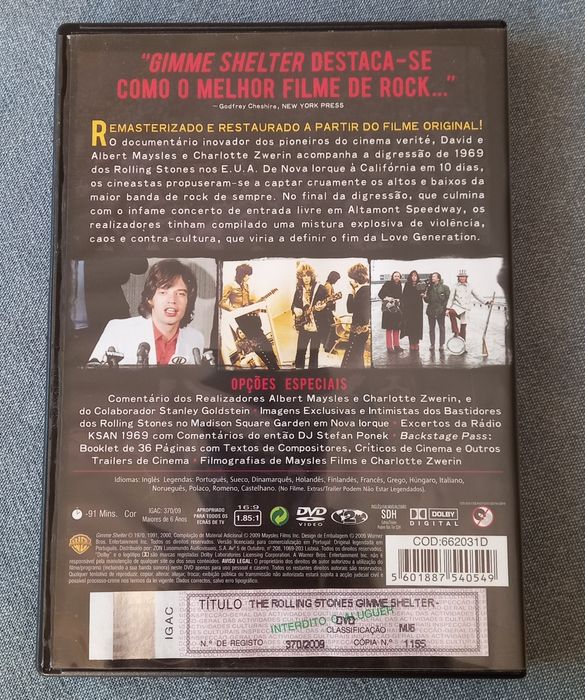 "GIMME SHELTER DESTACA-SE
COMO O MELHOR FILME DE ROCK..."
– Godfrey Cheshire, NEW YORK PRESS
REMASTERIZADO E RESTAURADO A PARTIR DO FILME ORIGINAL!
O documentário inovador dos pioneiros do cinema verité, David e
Albert Maysles e Charlotte Zwerin acompanha a digressão de 1969
dos Rolling Stones nos E.U.A. De Nova Iorque à Califórnia em 10 dias,
os cineastas propuseram-se a captar cruamente os altos e baixos da
maior banda de rock de sempre. No final da digressão, que culmina
com o infame concerto de entrada livre em Altamont Speedway, os
realizadores tinham compilado uma mistura explosiva de violência,
caos e contra-cultura, que viria a definir o fim da Love Generation.
OPÇÕES ESPECIAIS
Comentário dos Realizadores Albert Maysles e Charlotte Zwerin, e
do Colaborador Stanley Goldstein • Imagens Exclusivas e Intimistas dos Bastidores
dos Rolling Stones no Madison Square Garden em Nova Iorque • Excertos da Rádio
KSAN 1969 com Comentários do então DJ Stefan Ponek • Backstage Pass:
Booklet de 36 Páginas com Textos de Compositores, Críticos de Cinema e Outros
Trailers de Cinema • Filmografias de Maysles Films e Charlotte Zwerin
Idiomas: Inglês Legendas: Português, Sueco, Dinamarquês, Holandês, Finlandês, Francês, Grego, Húngaro, Italiano,
Norueguês, Polaco, Romeno, Castelhano. (No Filme. Extras/Trailer Podem Não Estar Legendados).
-91 Mins. Cor
IGAC: 370/09
Maiores de 6 Anos
APROPRIADO
PARA TODOS OS
ECRÃS DE TV
16:9
1.85:1
DVD
VIDEO
2
SDH
DOLBY
DIGITAL
COD:662031D
5 601887 540549
IGAC
TÍTULO THE ROLLING STONES GIMME SHELTER
INTERDITO O ALUGUER
DVD
CLASSIFICAÇÃO M/6
N.º DE REGISTO 370/2009 CÓPIA N.º 1155